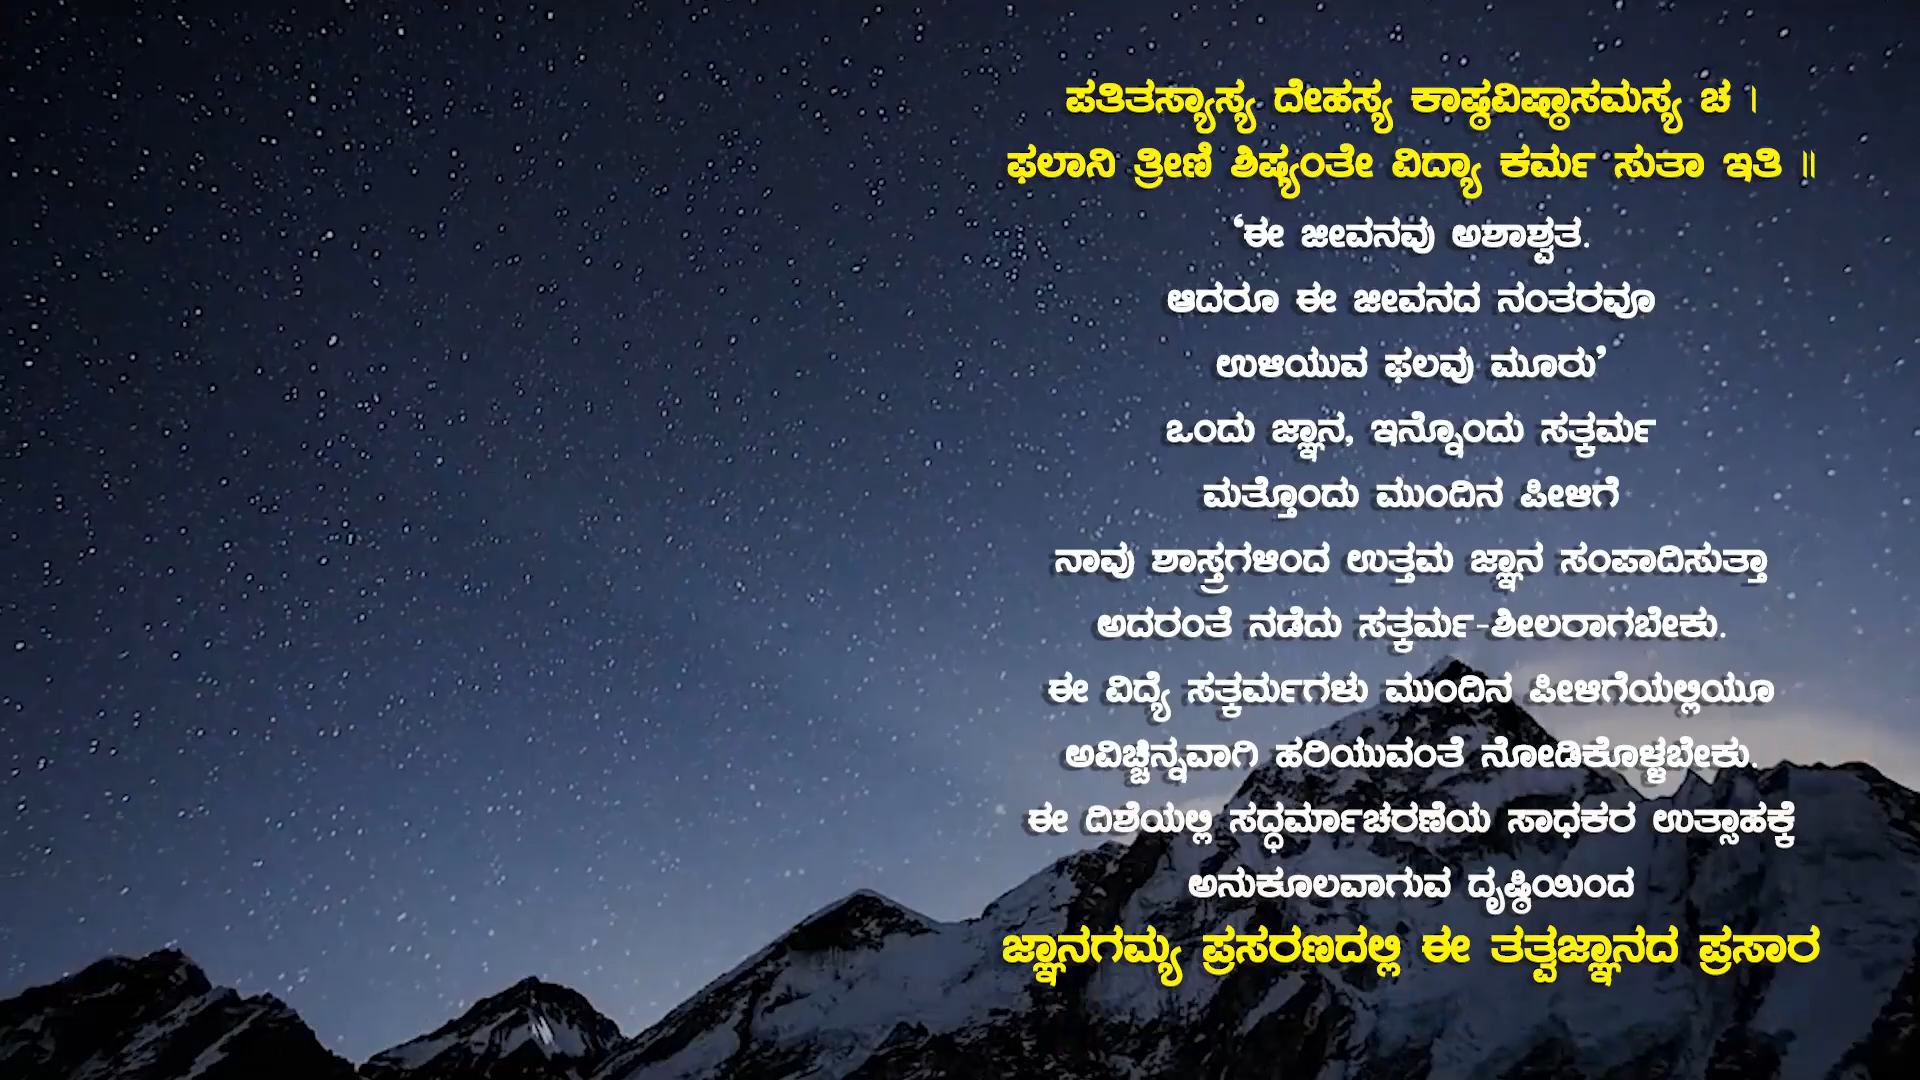 ಪತಿತಸ್ಯಾಸ್ಯ ದೇಹಸ್ಯ ಕಾಷ್ಠವಿಷ್ಠಾಸಮಸ್ಯ ಚ ।
ಫಲಾನಿ ತ್ರೀಣಿ ಶಿಷ್ಯಂತೇ ವಿದ್ಯಾ ಕರ್ಮ ಸುತಾ ಇತಿ ॥
‘ಈ ಜೀವನವು ಅಶಾಶ್ವತ.
ಆದರೂ ಈ ಜೀವನದ ನಂತರವೂ
ಉಳಿಯುವ ಫಲವು ಮೂರು’
ಒಂದು ಜ್ಞಾನ, ಇನ್ನೊಂದು ಸತ್ಕರ್ಮ
ಮತ್ತೊಂದು ಮುಂದಿನ ಪೀಳಿಗೆ
ನಾವು ಶಾಸ್ತ್ರಗಳಿಂದ ಉತ್ತಮ ಜ್ಞಾನ ಸಂಪಾದಿಸುತ್ತಾ
ಅದರಂತೆ ನಡೆದು ಸತ್ಕರ್ಮ-ಶೀಲರಾಗಬೇಕು.
ಈ ವಿದ್ಯೆ ಸತ್ಕರ್ಮಗಳು ಮುಂದಿನ ಪೀಳಿಗೆಯಲ್ಲಿಯೂ
ಅವಿಚ್ಚಿನ್ನವಾಗಿ ಹರಿಯುವಂತೆ ನೋಡಿಕೊಳ್ಳಬೇಕು.
ಈ ದಿಶೆಯಲ್ಲಿ ಸದ್ಧರ್ಮಾಚರಣೆಯ ಸಾಧಕರ ಉತ್ಸಾಹಕ್ಕೆ
ಅನುಕೂಲವಾಗುವ ದೃಷ್ಠಿಯಿಂದ
ಜ್ಞಾನಗಮ್ಯ ಪ್ರಸರಣದಲ್ಲಿ ಈ ತತ್ವಜ್ಞಾನದ ಪ್ರಸಾರ